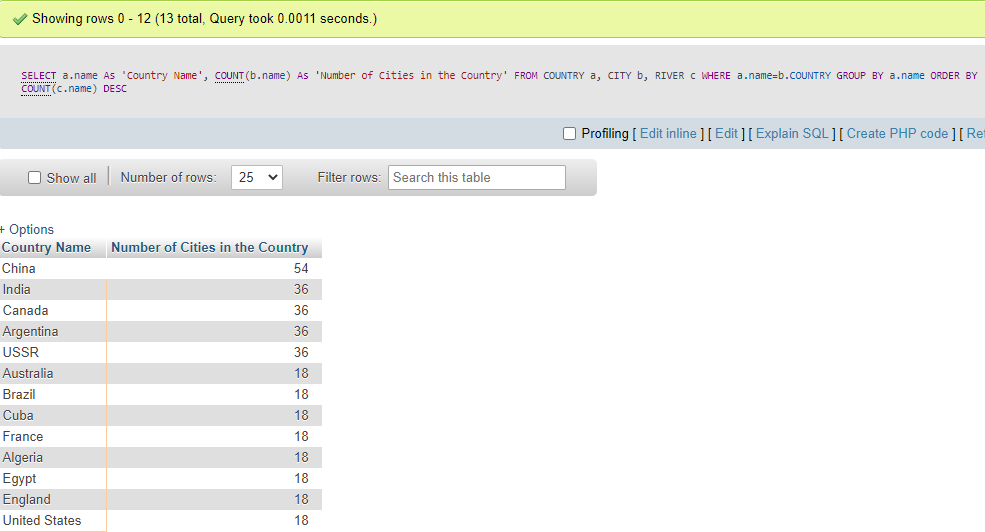 Showing rows 0 - 12 (13 total, Query took 0.0011 seconds.)
SELECT a.name As 'Country Name', COUNT(b.name) As 'Number of Cities in the Country' FROM COUNTRY a, CITY b, RIVER c WHERE a.name=b.COUNTRY GROUP BY a.name ORDER BY
COUNT(c.name) DESC
Profiling [ Edit inline ] [ Edit ] [ Explain SQL ] [ Create PHP code ] [
Show all Number of rows: 25 Filter rows: Search this table
+ Options
Country Name Number of Cities in the Country
China 54
India 36
Canada 36
Argentina 36
USSR 36
Australia 18
Brazil 18
Cuba 18
France 18
Algeria 18
Egypt 18
England 18
United States 18